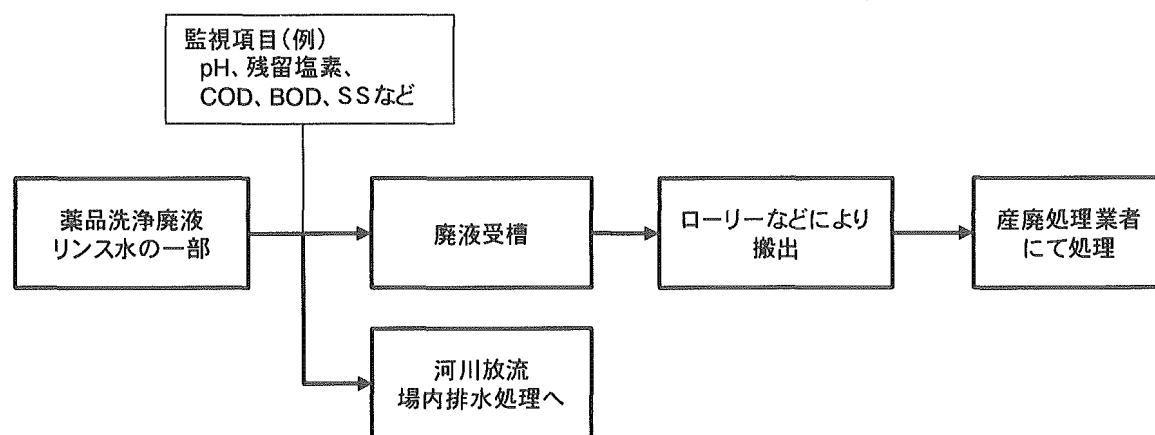 監視項目(例)
pH、残留塩素、
COD、BOD、SSなど
薬品洗浄廃液
リンス水の一部
廃液受槽
ローリーなどにより
搬出
産廃処理業者
にて処理
河川放流
場内排水処理へ